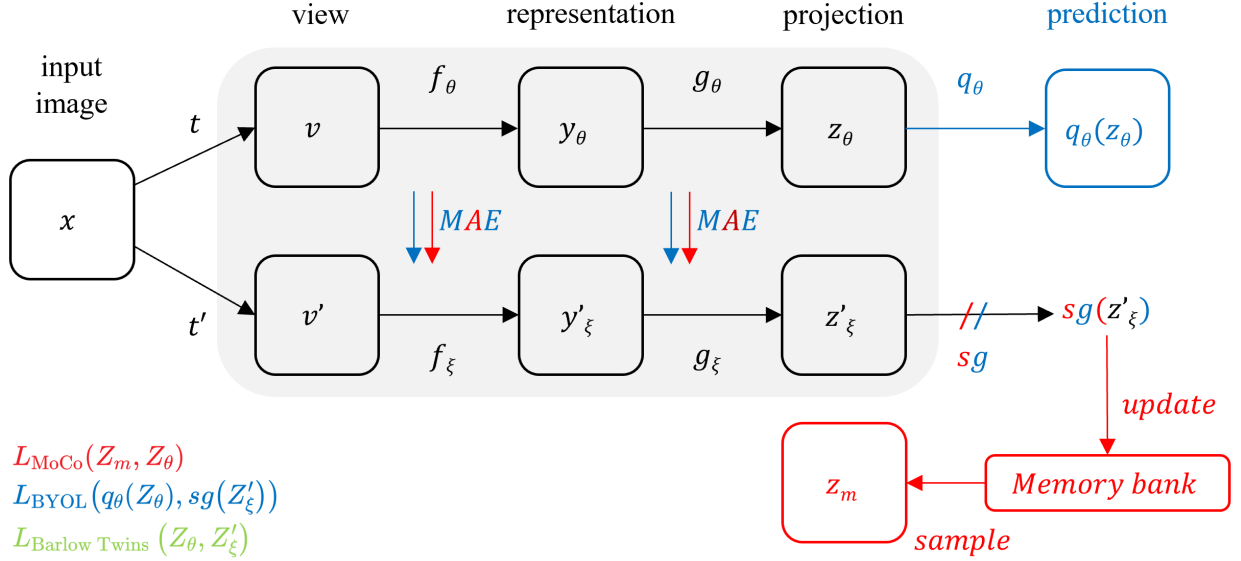 view representation projection prediction
input
image
t
f_θ
g_θ
q_θ
x
v
y_θ
z_θ
q_θ(z_θ)
MAE
MAE
t′
v’
y’_ξ
z’_ξ
sg(z’_ξ)
f_ξ
g_ξ
sg
update
L_MoCo(Z_m, Z_θ)
L_BYOL(q_θ(Z_θ), sg(Z′_ξ))
L_Barlow Twins (Z_θ, Z′_ξ)
z_m
Memory bank
sample